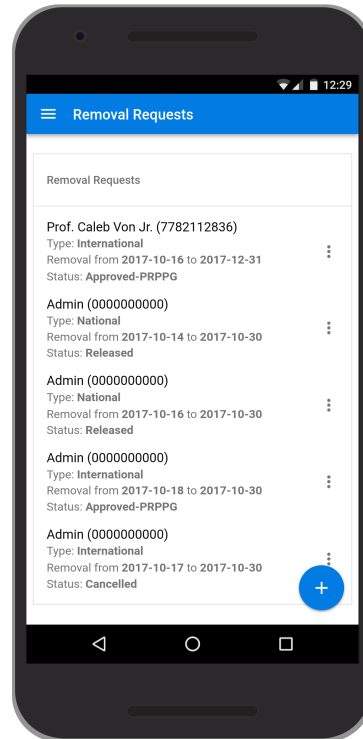 12:29
Removal Requests
Removal Requests
Prof. Caleb Von Jr. (7782112836)
Type: International
Removal from 2017-10-16 to 2017-12-31
Status: Approved-PRPPG
Admin (0000000000)
Type: National
Removal from 2017-10-14 to 2017-10-30
Status: Released
Admin (0000000000)
Type: National
Removal from 2017-10-16 to 2017-10-30
Status: Released
Admin (0000000000)
Type: International
Removal from 2017-10-18 to 2017-10-30
Status: Approved-PRPPG
Admin (0000000000)
Type: International
Removal from 2017-10-17 to 2017-10-30
Status: Cancelled